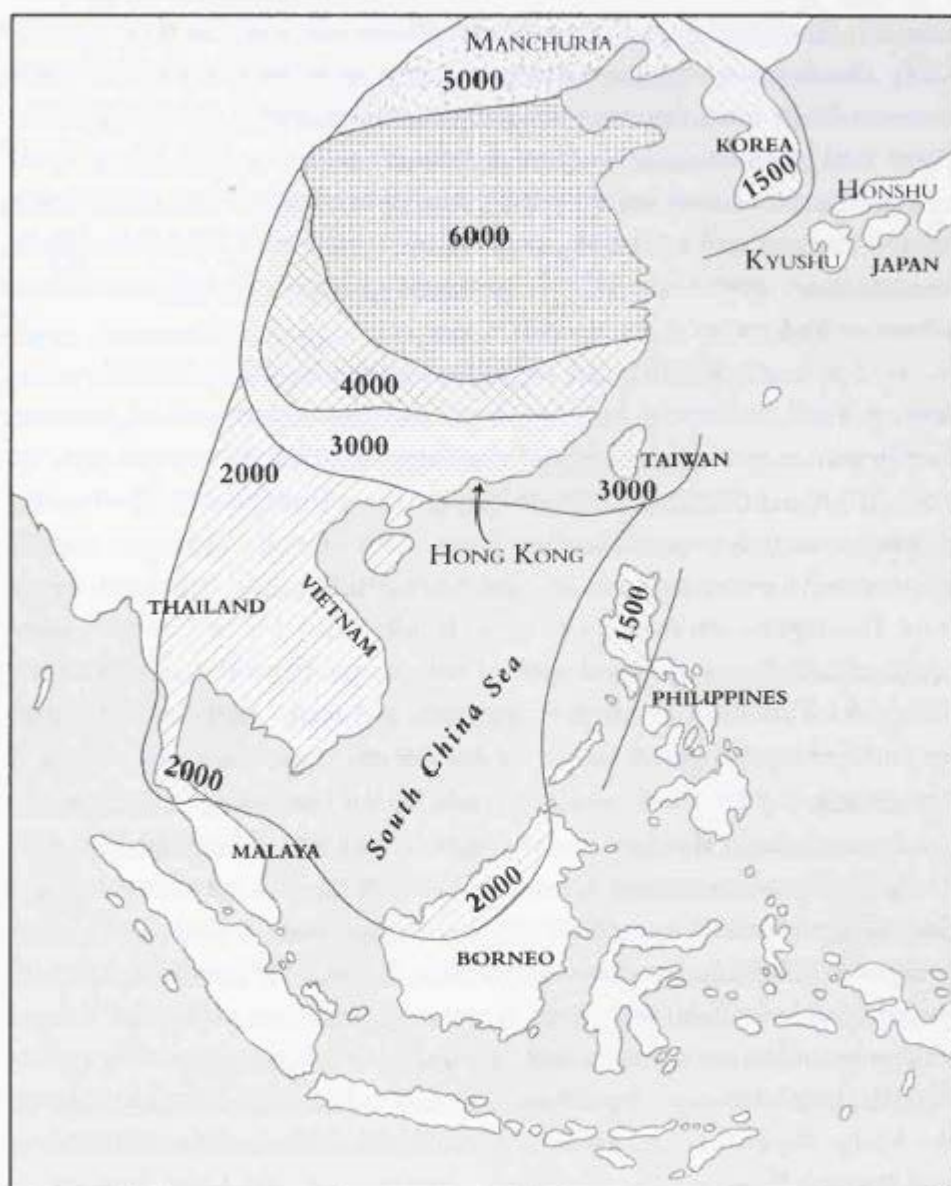 MANCHURIA
5000
KOREA
1500
HONSHU
6000
KYUSHU
JAPAN
4000
3000
2000
TAIWAN
3000
HONG KONG
THAILAND
VIETNAM
1500
South China Sea
PHILIPPINES
2000
MALAYA
2000
BORNEO